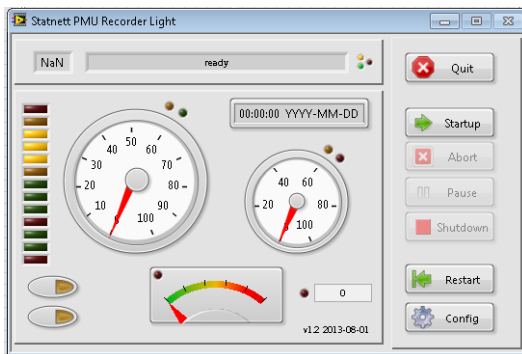 Statnett PMU Recorder Light
NaN
ready
Quit
00:00:00 YYYY-MM-DD
Startup
50
40 60
30 70
20 80
10 90
0 100
40 60
20 80
0 100
Abort
Pause
Shutdown
0
Restart
v1.2 2013-08-01
Config